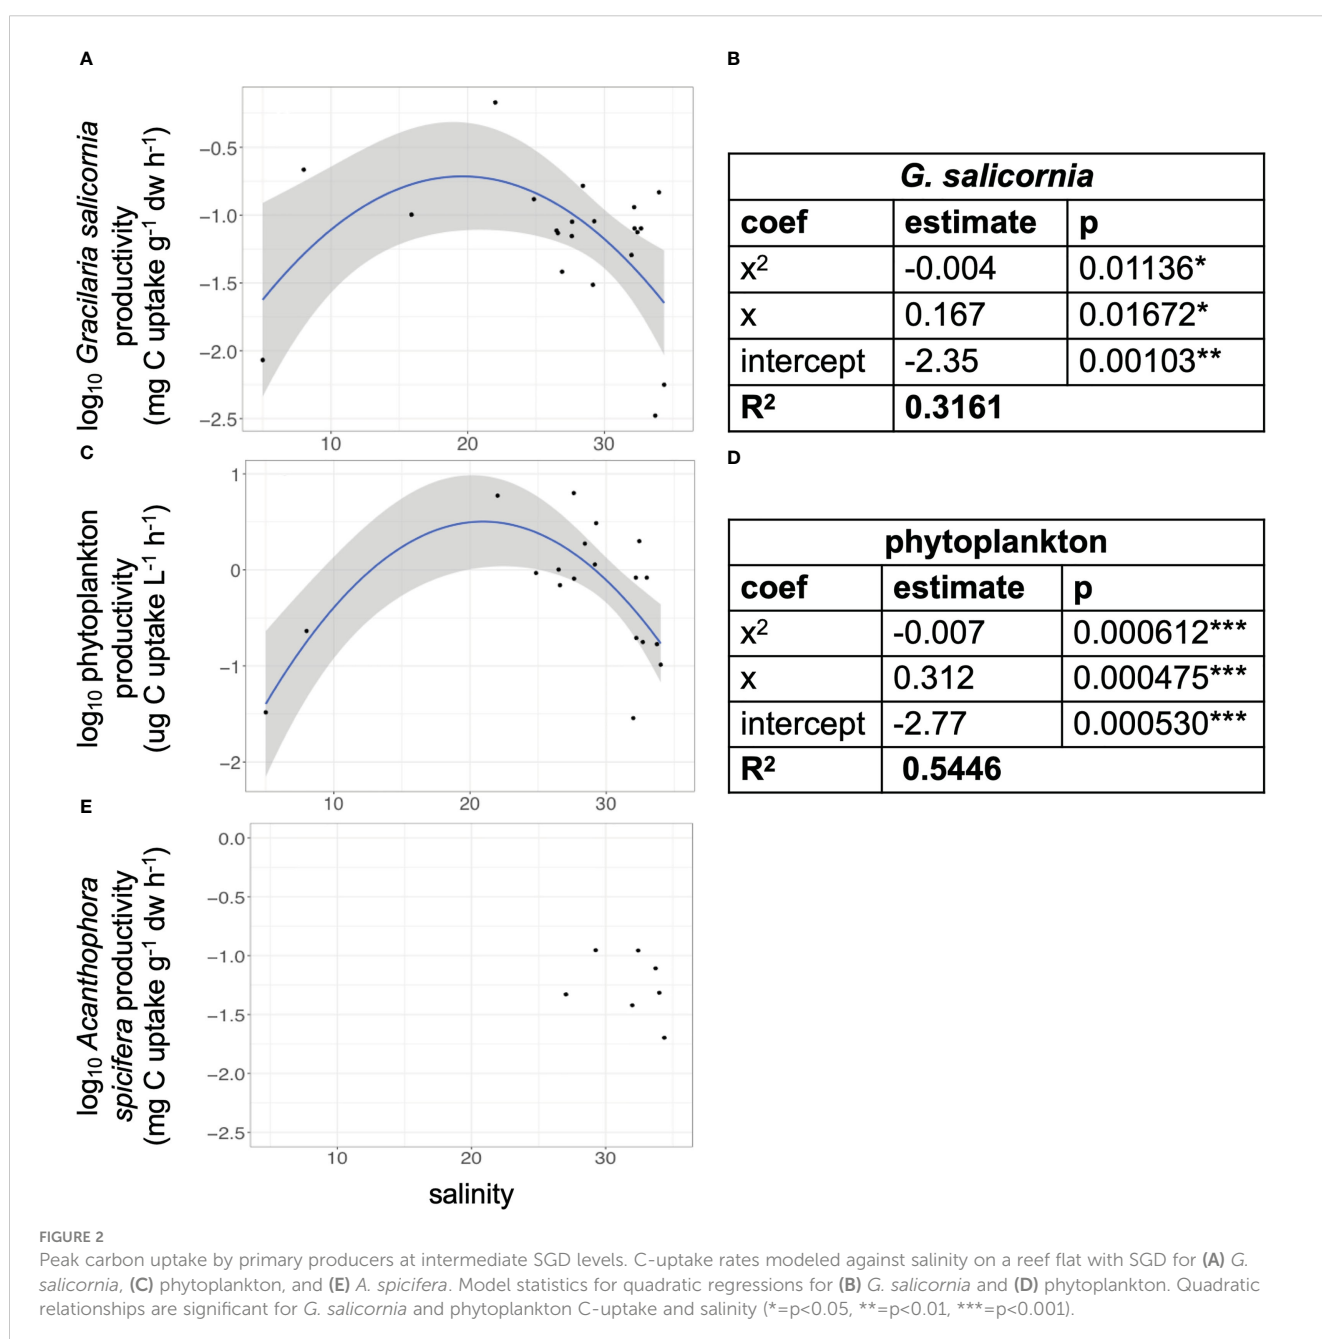 A
log₁₀ Gracilaria salicornia
productivity
(mg C uptake g⁻¹ dw h⁻¹)
−0.5
−1.0
−1.5
−2.0
−2.5
10 20 30
B
G. salicornia
coef estimate p
x² -0.004 0.01136*
x 0.167 0.01672*
intercept -2.35 0.00103**
R² 0.3161
C
log₁₀ phytoplankton
productivity
(ug C uptake L⁻¹ h⁻¹)
1
0
−1
−2
10 20 30
D
phytoplankton
coef estimate p
x² -0.007 0.000612***
x 0.312 0.000475***
intercept -2.77 0.000530***
R² 0.5446
E
log₁₀ Acanthophora
spicifera productivity
(mg C uptake g⁻¹ dw h⁻¹)
0.0
−0.5
−1.0
−1.5
−2.0
−2.5
10 20 30
salinity
FIGURE 2
Peak carbon uptake by primary producers at intermediate SGD levels. C-uptake rates modeled against salinity on a reef flat with SGD for (A) G.
salicornia, (C) phytoplankton, and (E) A. spicifera. Model statistics for quadratic regressions for (B) G. salicornia and (D) phytoplankton. Quadratic
relationships are significant for G. salicornia and phytoplankton C-uptake and salinity (*=p<0.05, **=p<0.01, ***=p<0.001).